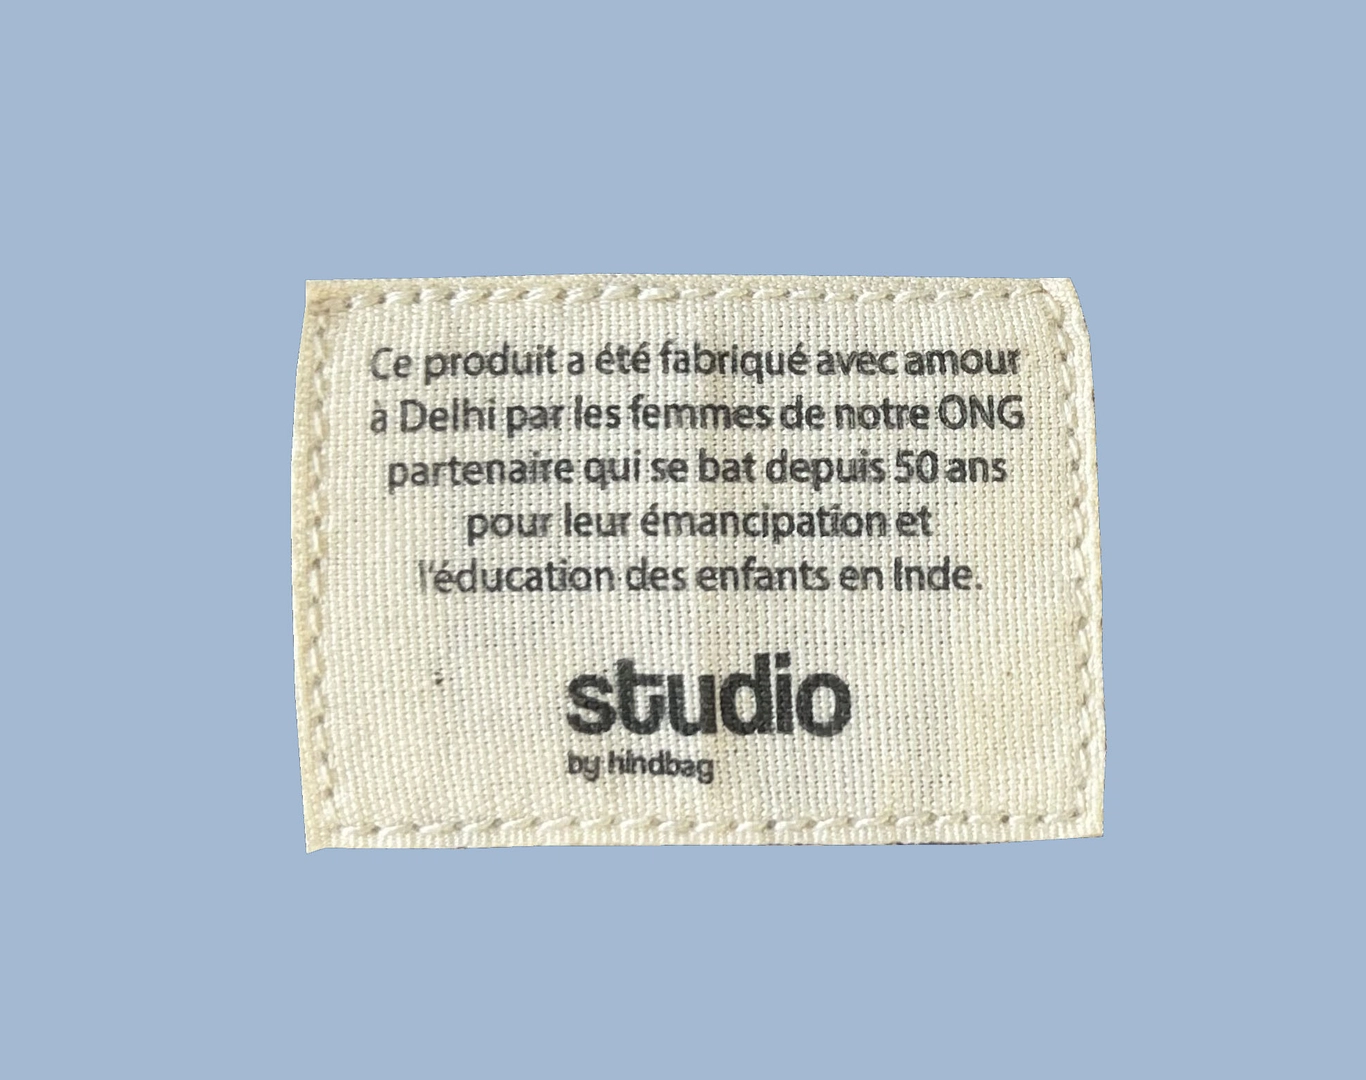 Ce produit a été fabriqué avec amour
à Delhi par les femmes de notre ONG
partenaire qui se bat depuis 50 ans
pour leur émancipation et
l'éducation des enfants en Inde.
studio
by hindbag